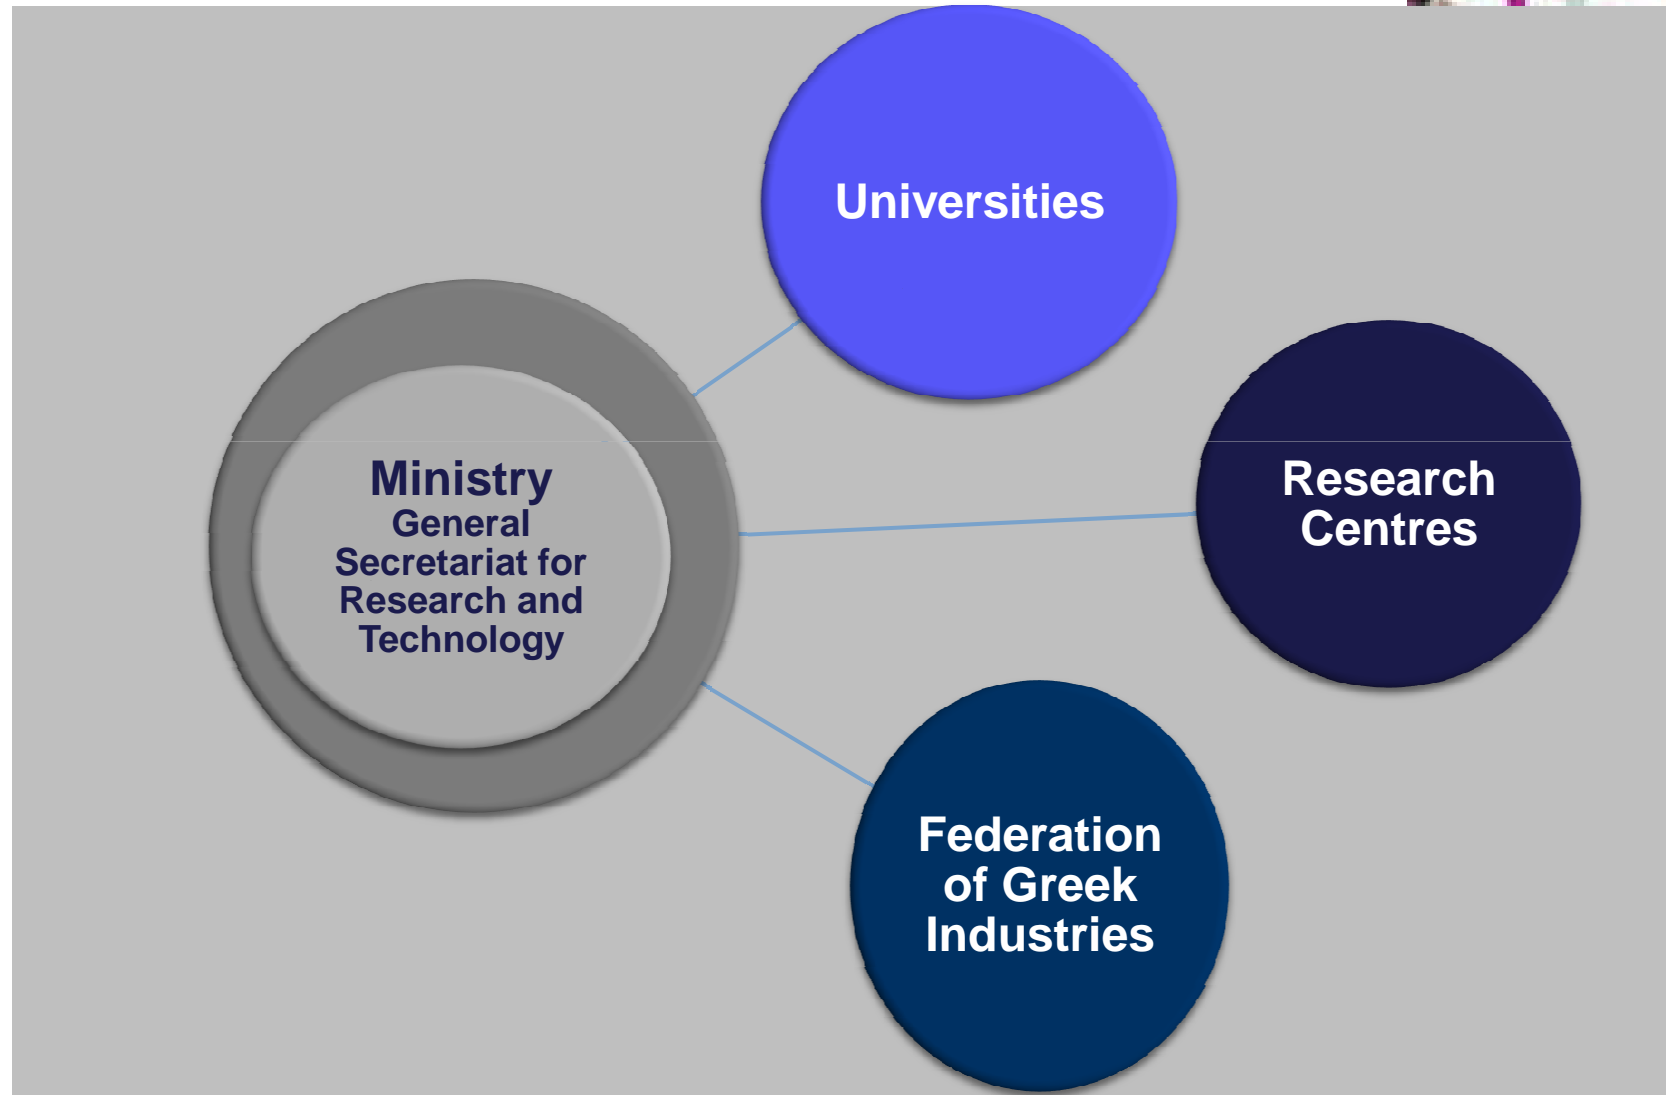 Universities
Ministry
General
Secretariat for
Research and
Technology
Research
Centres
Federation
of Greek
Industries